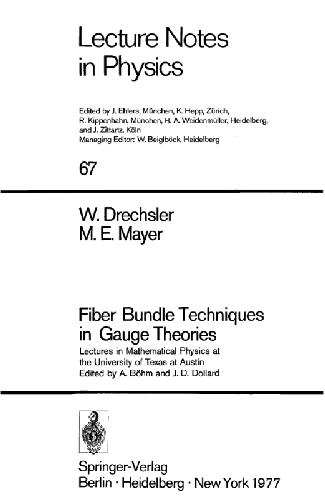 Lecture Notes
in Physics
Edited by J. Ehlers, München, K. Hepp, Zürich,
R. Kippenhahn, München, H. A. Weidenmüller, Heidelberg,
and J. Zittartz, Köln
Managing Editor: W. Beiglböck, Heidelberg
67
W. Drechsler
M. E. Mayer
Fiber Bundle Techniques
in Gauge Theories
Lectures in Mathematical Physics at
the University of Texas at Austin
Edited by A. Böhm and J. D. Dollard
Springer-Verlag
Berlin · Heidelberg · New York 1977